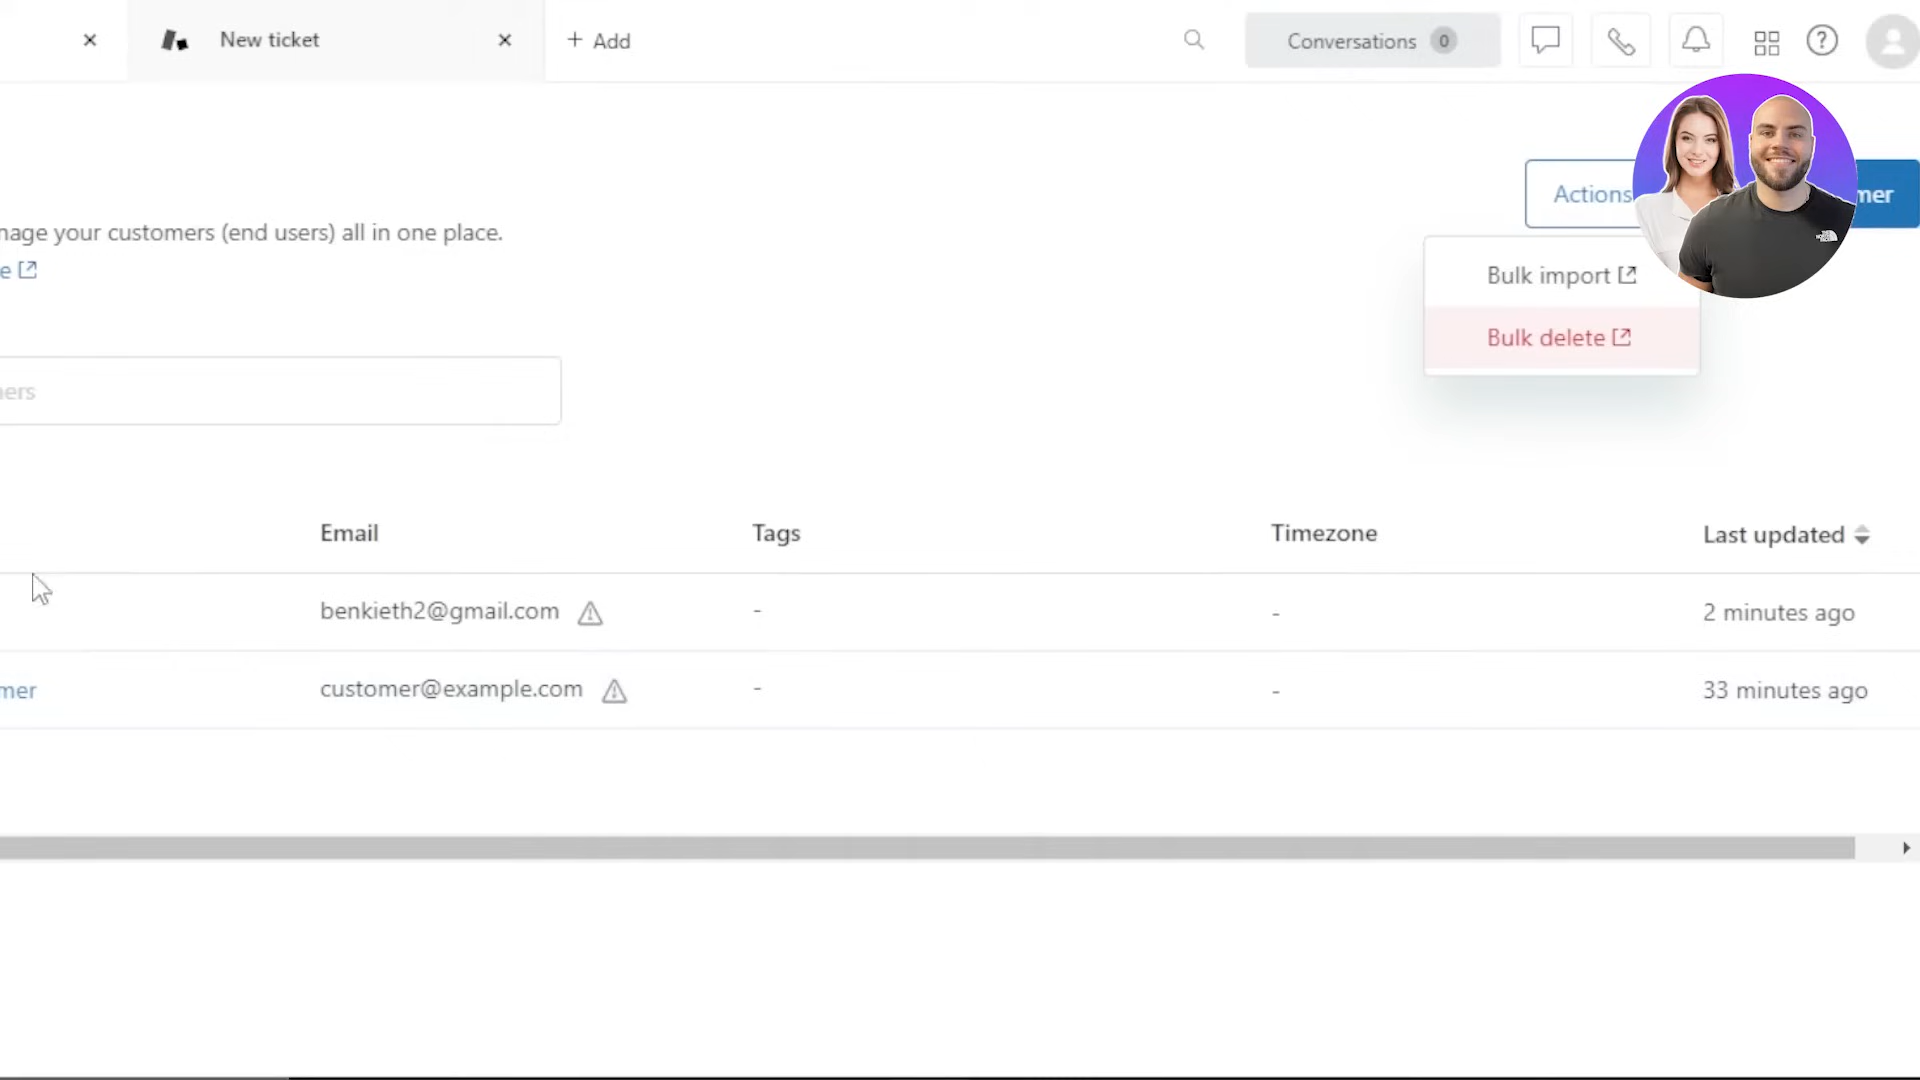 New ticket
+ Add
Conversations 0
Actions
mer
nage your customers (end users) all in one place.
e
Bulk import
Bulk delete
ners
Email Tags Timezone Last updated
benkieth2@gmail.com - - 2 minutes ago
mer customer@example.com - - 33 minutes ago